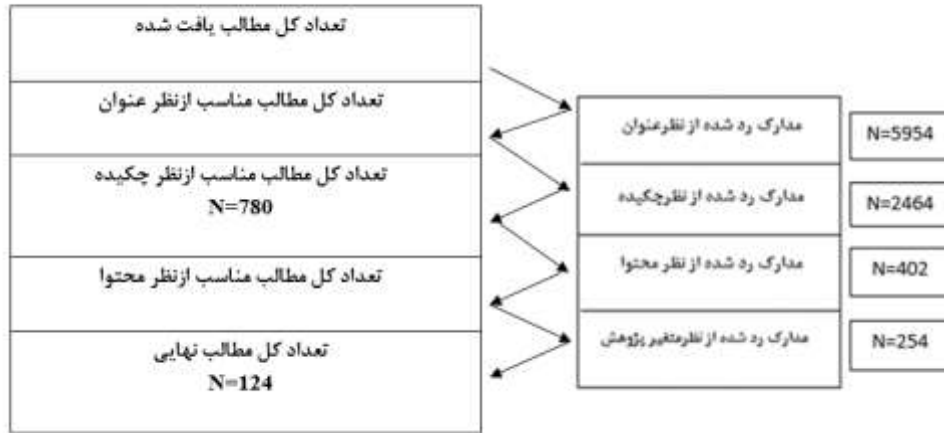 تعداد کل مطالب یافت شده
تعداد کل مطالب مناسب ازنظر عنوان
تعداد کل مطالب مناسب ازنظر چکیده
N=780
تعداد کل مطالب مناسب ازنظر محتوا
تعداد کل مطالب نهایی
N=124
مدارک رد شده از نظرعنوان
N=5954
مدارک رد شده از نظرچکیده
N=2464
مدارک رد شده از نظر محتوا
N=402
مدارک رد شده از نظرمتغیر پژوهش
N=254